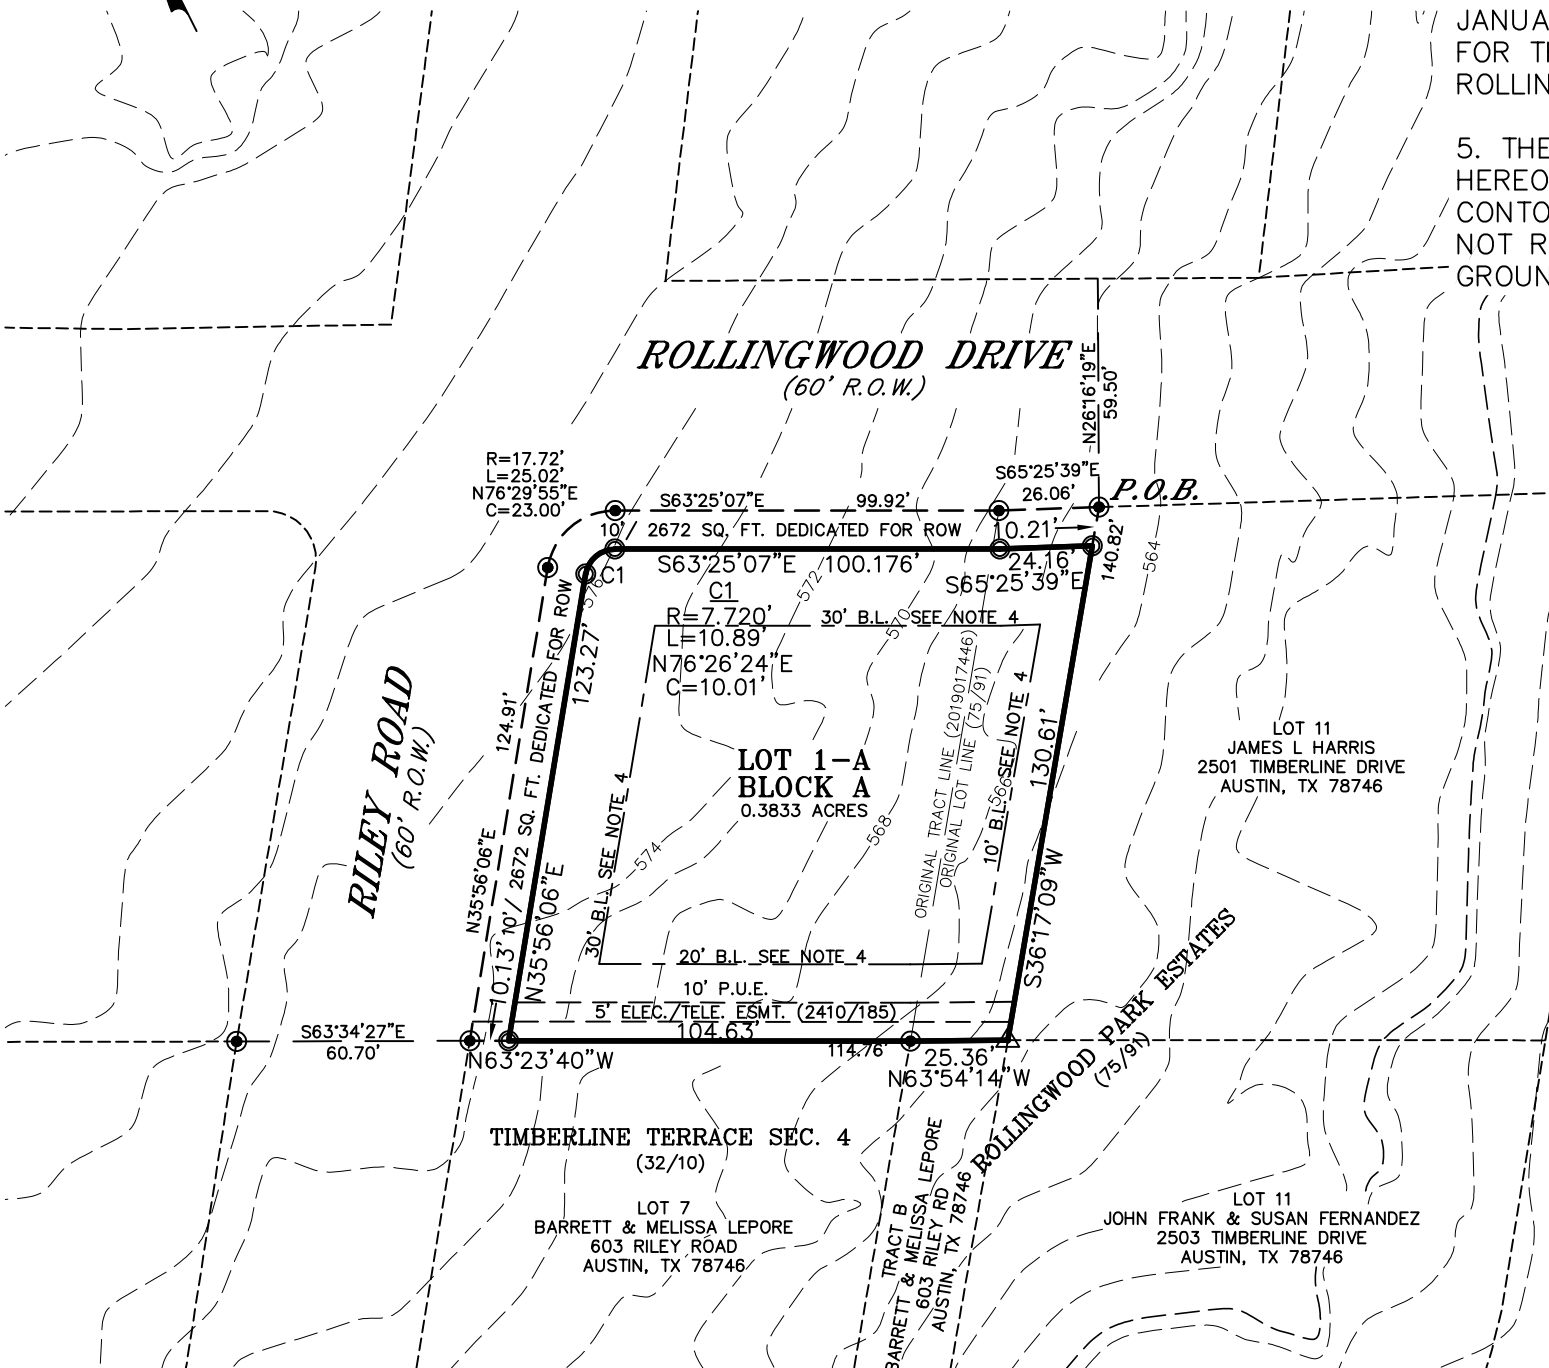 JANUA
FOR TH
ROLLIN
5. THE
HEREO
CONTO
NOT R
GROUN
ROLLINGWOOD DRIVE
(60' R.O.W.)
N26°16'19"E
59.50'
R=17.72'
L=25.02'
N76°29'55"E
C=23.00'
S63°25'07"E 99.92'
S65°25'39"E
26.06'
P.O.B.
10'/ 2672 SQ. FT. DEDICATED FOR ROW
10.21'
140.82'
S63°25'07"E 100.176'
24.16'
S65°25'39"E
564
C1
576
572
570
C1
R=7.720'
L=10.89'
N76°26'24"E
C=10.01'
30' B.L. SEE NOTE 4
123.27'
124.91'
N35°56'06"E
10'/ 2672 SQ. FT. DEDICATED FOR ROW
10.13'
N35°56'06"E
RILEY ROAD
(60' R.O.W.)
LOT 1-A
BLOCK A
0.3833 ACRES
574
568
566
30' B.L. SEE NOTE 4
ORIGINAL TRACT LINE (2019017446)
ORIGINAL LOT LINE (75/91)
10' B.L. SEE NOTE 4
130.61'
S36°17'09"W
LOT 11
JAMES L HARRIS
2501 TIMBERLINE DRIVE
AUSTIN, TX 78746
20' B.L. SEE NOTE 4
10' P.U.E.
5' ELEC./TELE. ESMT. (2410/185)
104.63'
S63°34'27"E
60.70'
N63°23'40"W
114.76'
25.36'
N63°54'14"W
ROLLINGWOOD PARK ESTATES
(75/91)
TIMBERLINE TERRACE SEC. 4
(32/10)
LOT 7
BARRETT & MELISSA LEPORE
603 RILEY ROAD
AUSTIN, TX 78746
TRACT B
BARRETT & MELISSA LEPORE
603 RILEY RD
AUSTIN, TX 78746
LOT 11
JOHN FRANK & SUSAN FERNANDEZ
2503 TIMBERLINE DRIVE
AUSTIN, TX 78746